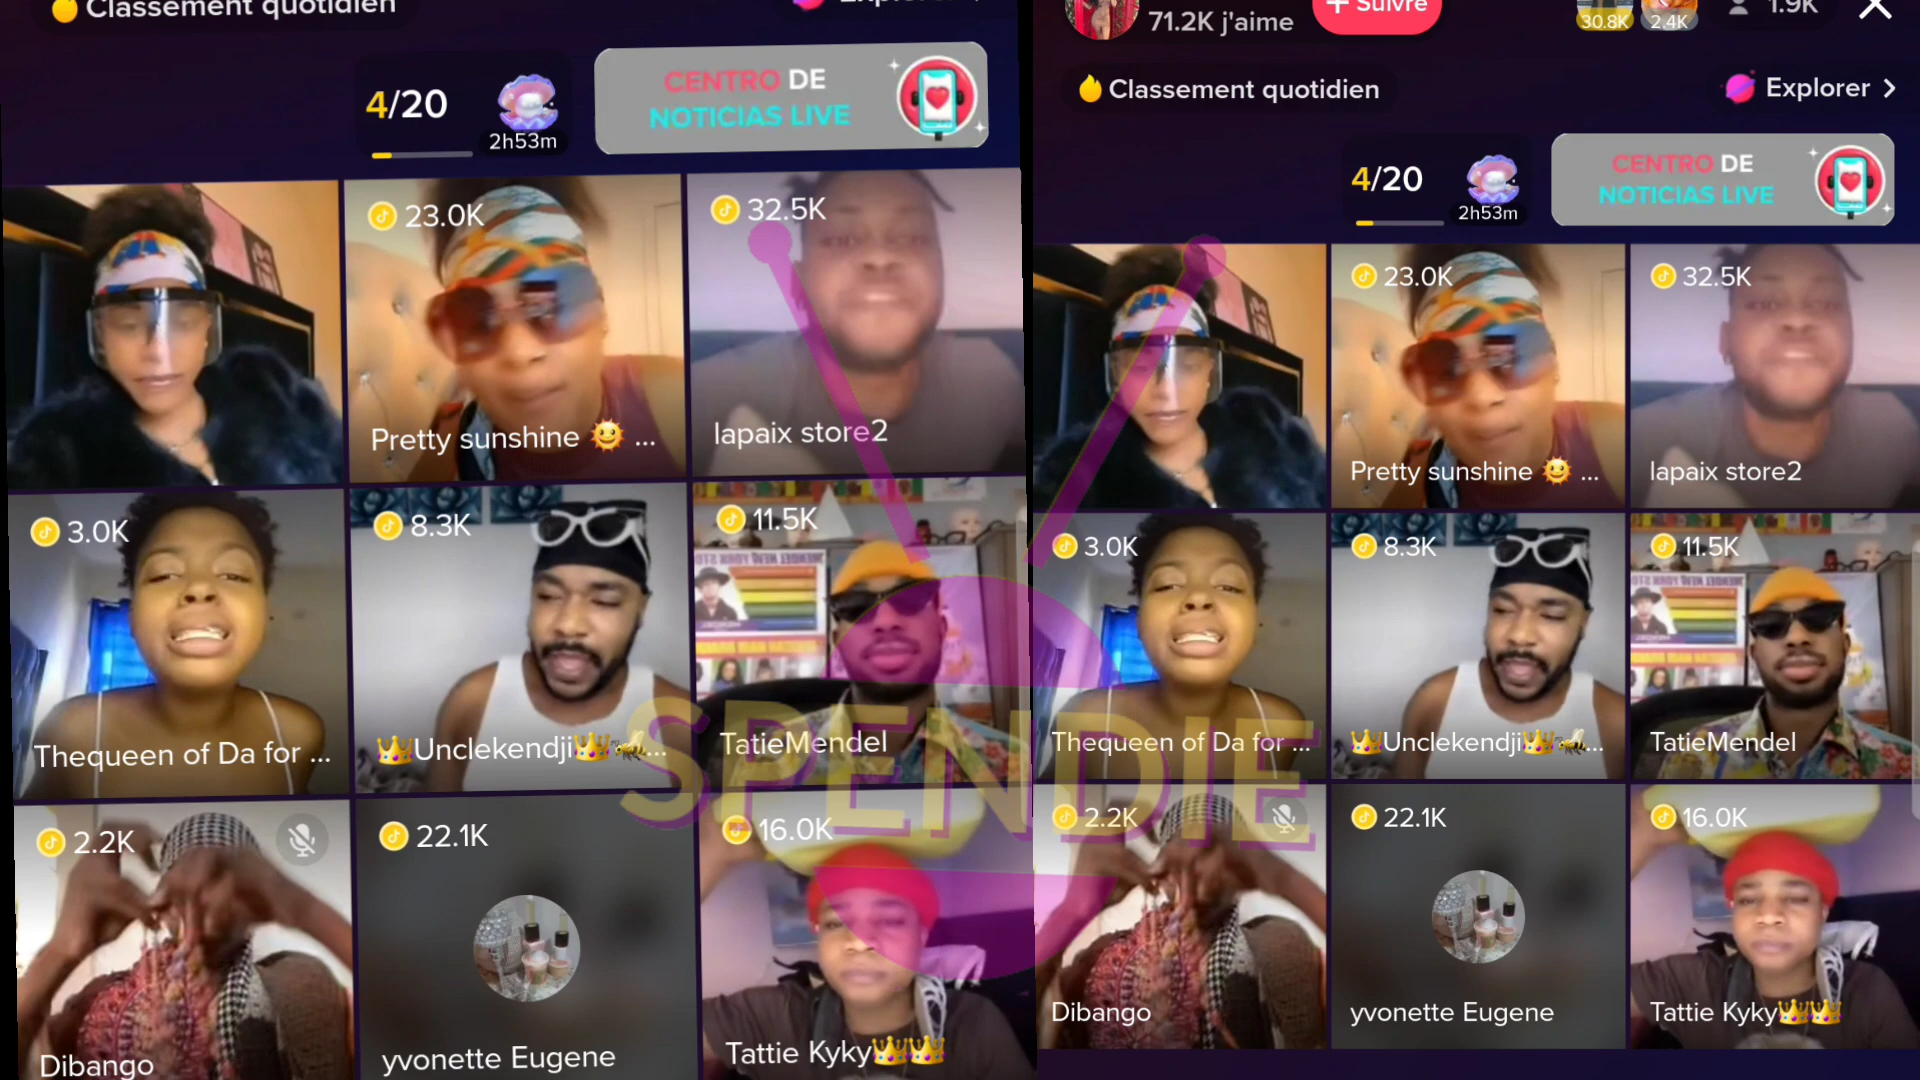 Classement quotidien
4/20
2h53m
CENTRO DE
NOTICIAS LIVE
23.0K
32.5K
Pretty sunshine 🌞 ...
lapaix store2
3.0K
8.3K
11.5K
Thequeen of Da for ...
👑Unclekendji👑🐝...
TatieMendel
2.2K
22.1K
16.0K
Dibango
yvonette Eugene
Tattie Kyky👑👑
71.2K j'aime
+ Suivre
30.8K
2.4K
1.9K
Classement quotidien
Explorer >
4/20
2h53m
CENTRO DE
NOTICIAS LIVE
23.0K
32.5K
Pretty sunshine 🌞 ...
lapaix store2
3.0K
8.3K
11.5K
Thequeen of Da for ...
👑Unclekendji👑🐝...
TatieMendel
2.2K
22.1K
16.0K
Dibango
yvonette Eugene
Tattie Kyky👑👑
SPENDIE